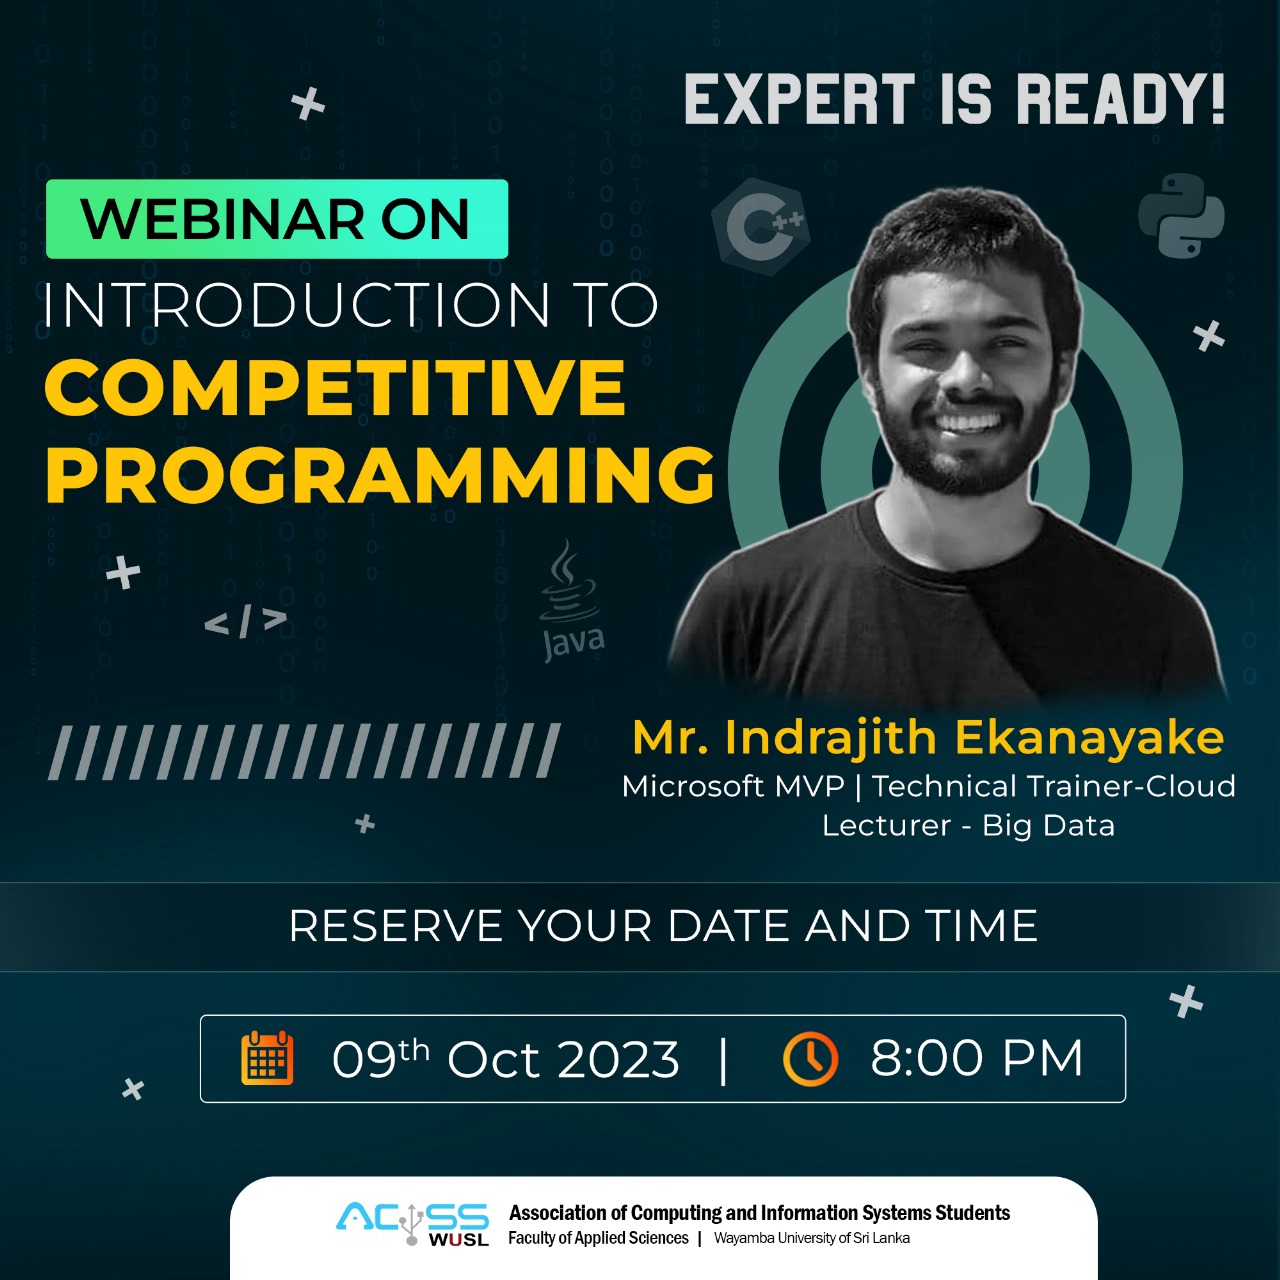 EXPERT IS READY!
WEBINAR ON
INTRODUCTION TO
COMPETITIVE
PROGRAMMING
C++
</>
Java
Mr. Indrajith Ekanayake
Microsoft MVP | Technical Trainer-Cloud
Lecturer - Big Data
RESERVE YOUR DATE AND TIME
09th Oct 2023 | 8:00 PM
ACISS
WUSL
Association of Computing and Information Systems Students
Faculty of Applied Sciences | Wayamba University of Sri Lanka